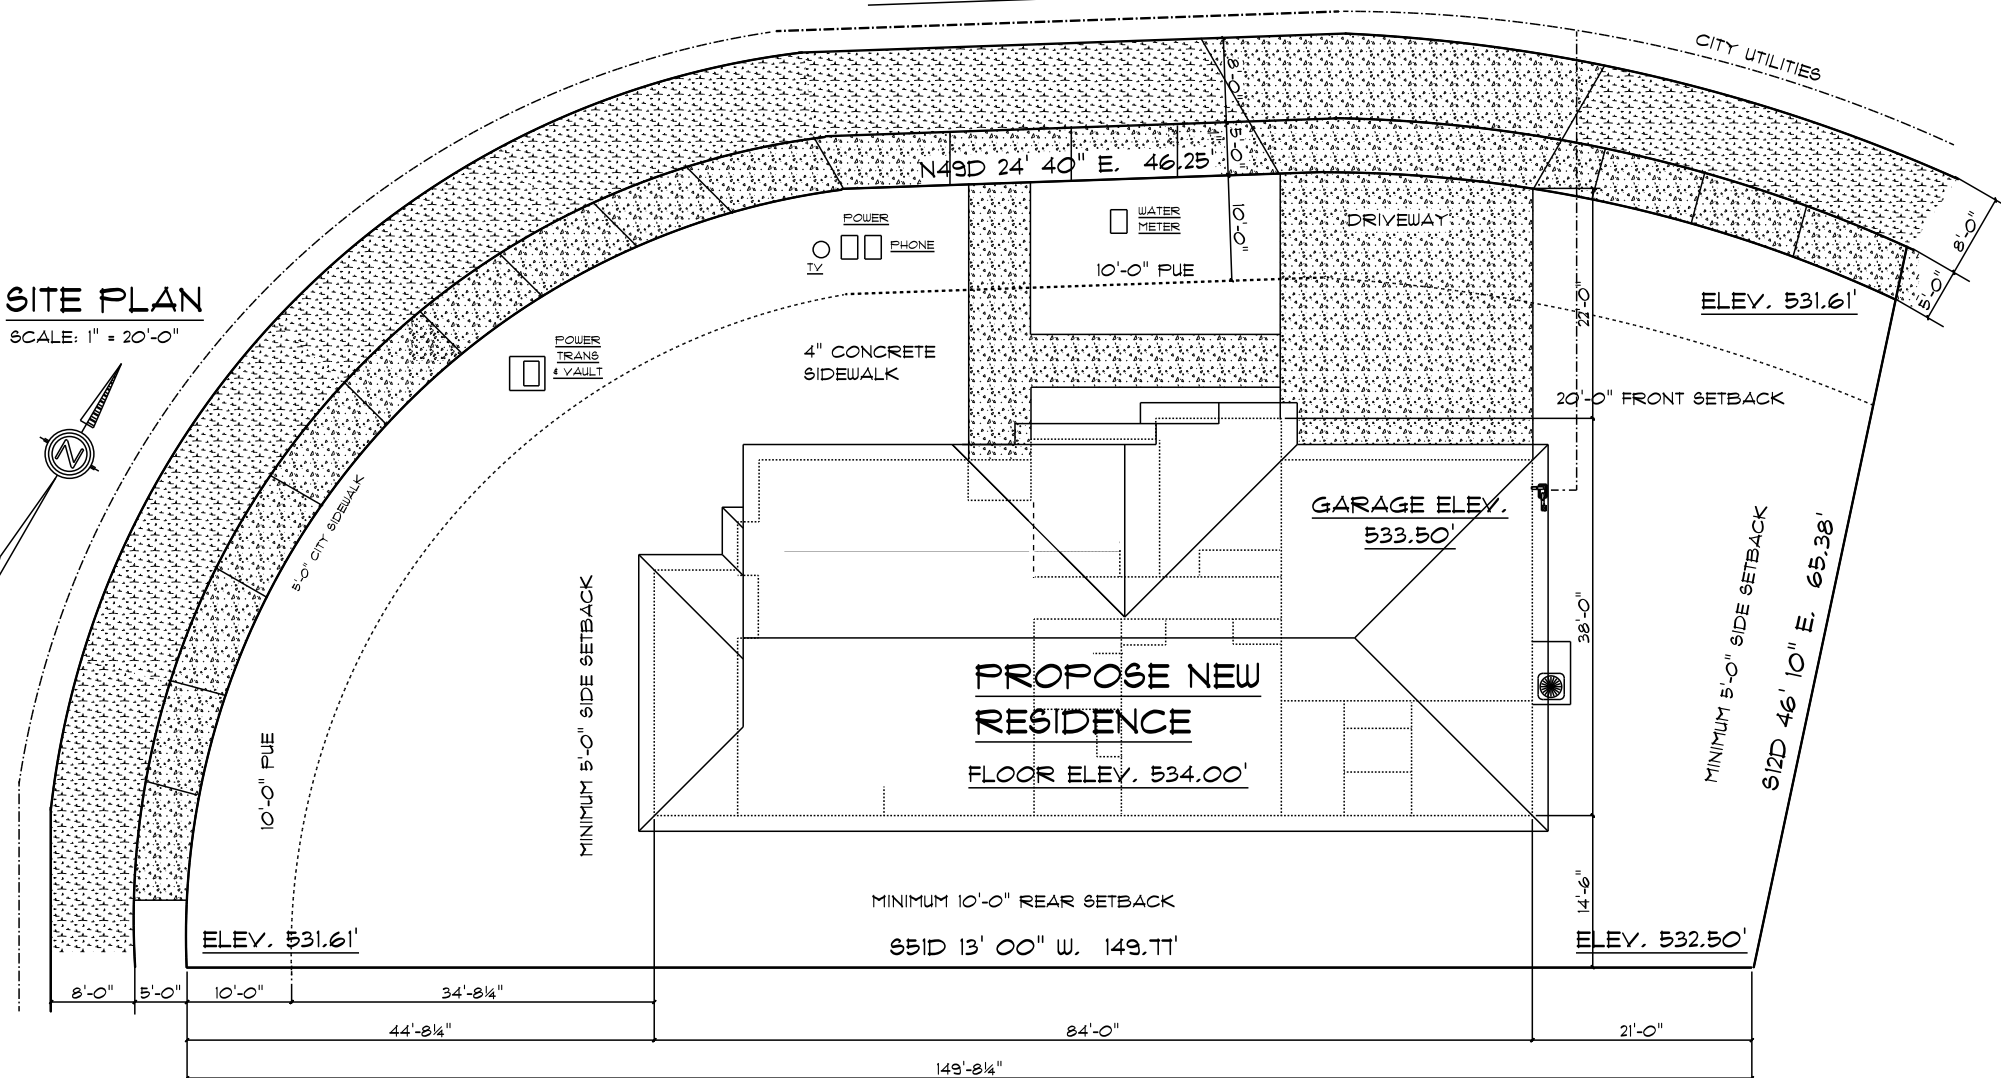 CITY UTILITIES
8'-0"
5'-0"
N49D 24' 40" E. 46.25'
POWER
WATER
METER
10'-0"
DRIVEWAY
PHONE
TV
8'-0"
5'-0"
10'-0" PUE
SITE PLAN
SCALE: 1" = 20'-0"
22'-0"
ELEV. 531.61'
POWER
TRANS
& VAULT
4" CONCRETE
SIDEWALK
20'-0" FRONT SETBACK
N
5'-0" CITY SIDEWALK
GARAGE ELEV.
533.50'
MINIMUM 5'-0" SIDE SETBACK
38'-0"
MINIMUM 5'-0" SIDE SETBACK
S12D 46' 10" E. 65.38'
PROPOSE NEW
RESIDENCE
FLOOR ELEV. 534.00'
10'-0" PUE
14'-6"
MINIMUM 10'-0" REAR SETBACK
ELEV. 531.61'
S51D 13' 00" W. 149.77'
ELEV. 532.50'
8'-0"
5'-0"
10'-0"
34'-8¼"
44'-8¼"
84'-0"
21'-0"
149'-8¼"